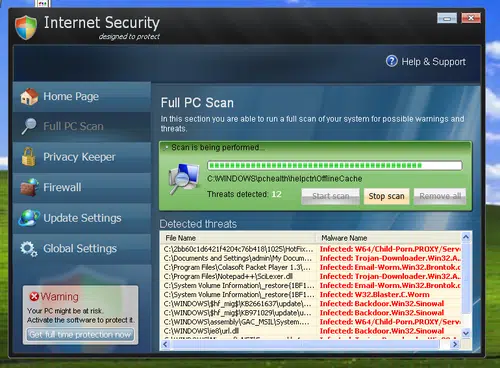 Internet Security
designed to protect
Help & Support
Home Page
Full PC Scan
Privacy Keeper
Firewall
Update Settings
Global Settings
Warning
Your PC might be at risk.
Activate the software to protect it.
Get full time protection now
Full PC Scan
In this section you are able to run a full scan of your system for possible warnings and
threats.
Scan is being performed...
C:\WINDOWS\pchealth\helpctr\OfflineCache
Threats detected: 12
Start scan
Stop scan
Remove all
Detected threats
File Name Malware Name
C:\2bb60c1d6421f4204c76b418\1025\HotFix... Infected: W64/Child-Porn.PROXY/Serve
C:\Documents and Settings\admin\My Docum... Infected: Trojan-Downloader.Win32.A
C:\Program Files\Colasoft Packet Player 1.3\... Infected: Email-Worm.Win32.Brontok.
C:\Program Files\Notepad++\SciLexer.dll Infected: Trojan-Downloader.Win32.A
C:\System Volume Information\_restore{1BF1... Infected: Email-Worm.Win32.Brontok.
C:\System Volume Information\_restore{1BF1... Infected: W32.Blaster.C.Worm
C:\WINDOWS\$hf_mig$\KB961637\update\... Infected: Backdoor.Win32.Sinowal
C:\WINDOWS\$hf_mig$\KB971029\update\u... Infected: Backdoor.Win32.Sinowal
C:\WINDOWS\assembly\GAC_MSIL\System.... Infected: W64/Child-Porn.PROXY/Serve
C:\WINDOWS\ie8\url.dll Infected: Backdoor.Win32.Sinowal